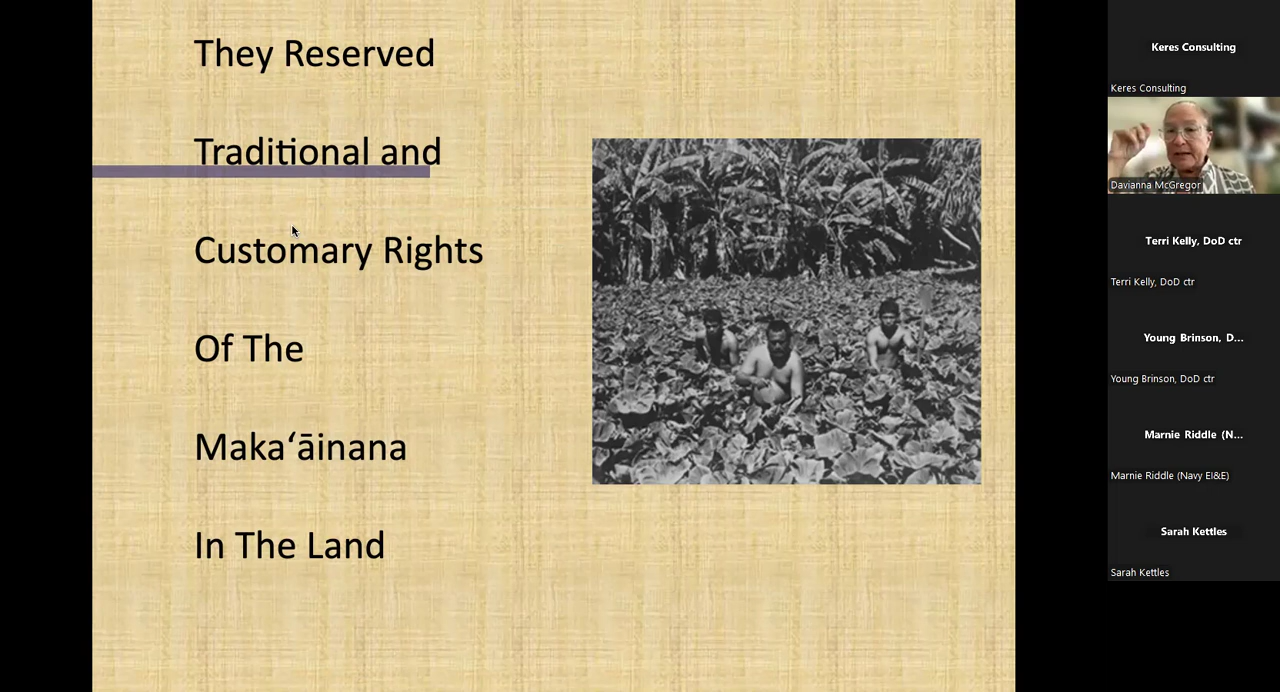 They Reserved
Traditional and
Customary Rights
Of The
Makaʻāinana
In The Land
Keres Consulting
Keres Consulting
Davianna McGregor
Terri Kelly, DoD ctr
Terri Kelly, DoD ctr
Young Brinson, D...
Young Brinson, DoD ctr
Marnie Riddle (N...
Marnie Riddle (Navy EI&E)
Sarah Kettles
Sarah Kettles